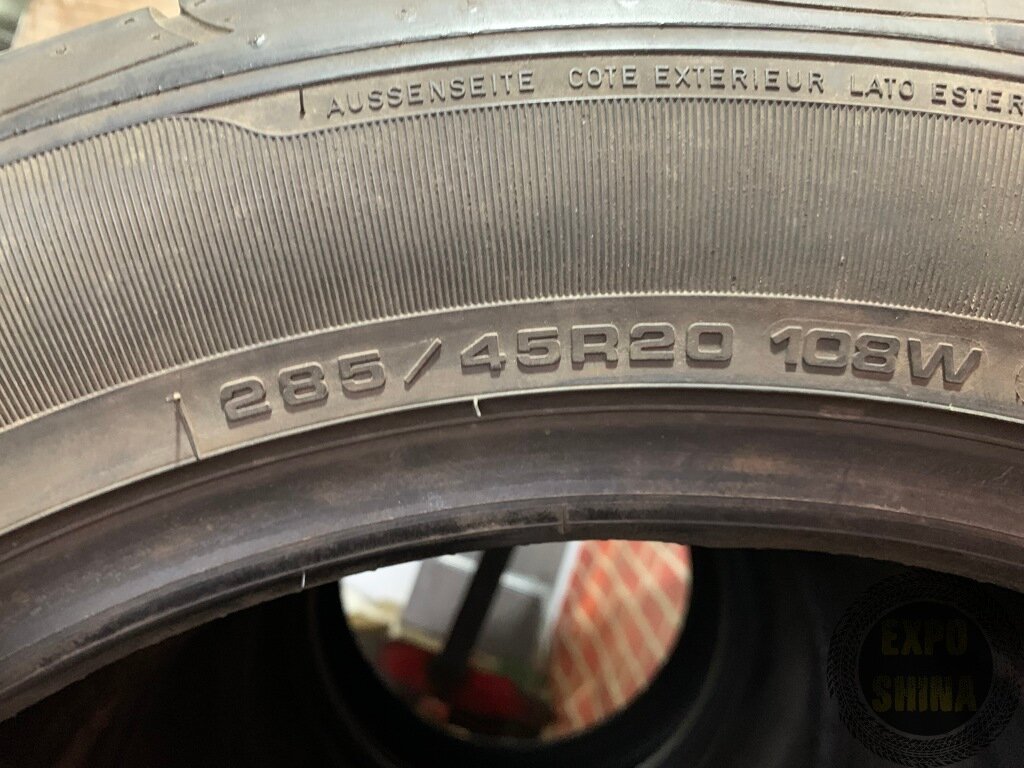 AUSSENSEITE COTE EXTERIEUR LATO ESTER
285/45R20 108W
EXPO
SHINA